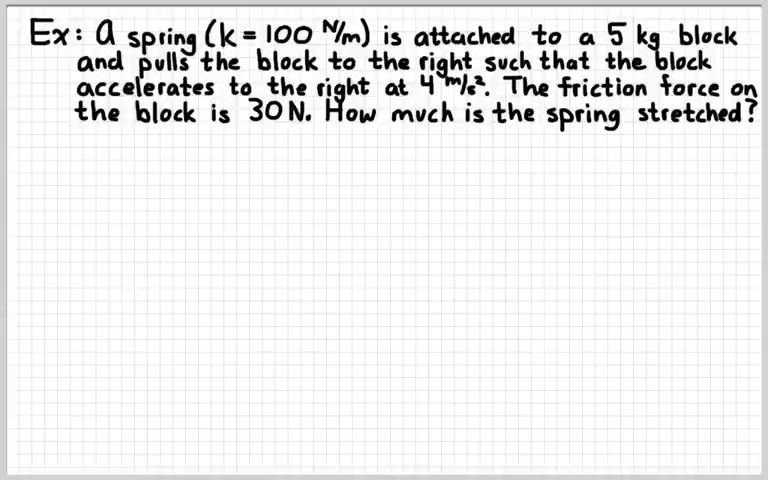 Ex: A spring (k = 100 N/m) is attached to a 5 kg block
and pulls the block to the right such that the block
accelerates to the right at 4 m/s². The friction force on
the block is 30 N. How much is the spring stretched?